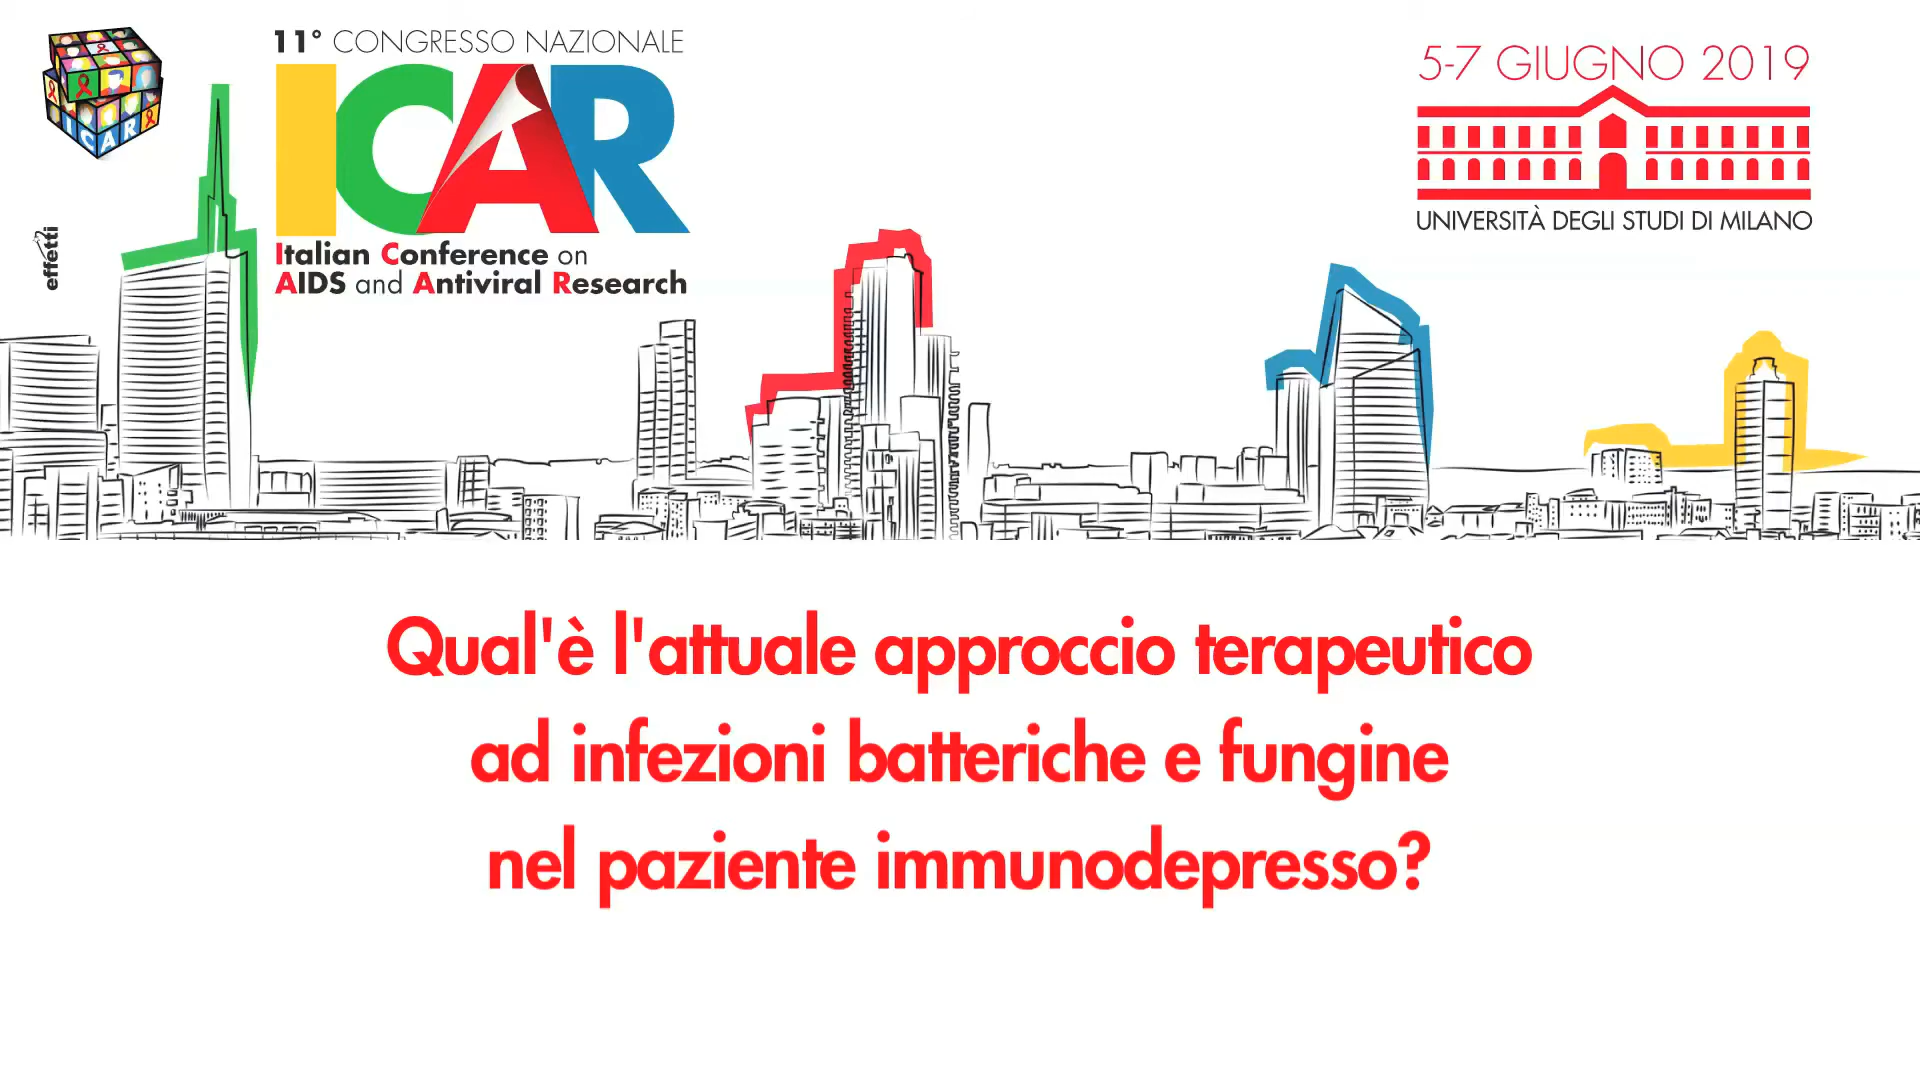 11° CONGRESSO NAZIONALE
ICAR
Italian Conference on
AIDS and Antiviral Research
ICAR
effetti
5-7 GIUGNO 2019
UNIVERSITÀ DEGLI STUDI DI MILANO
Qual'è l'attuale approccio terapeutico
ad infezioni batteriche e fungine
nel paziente immunodepresso?